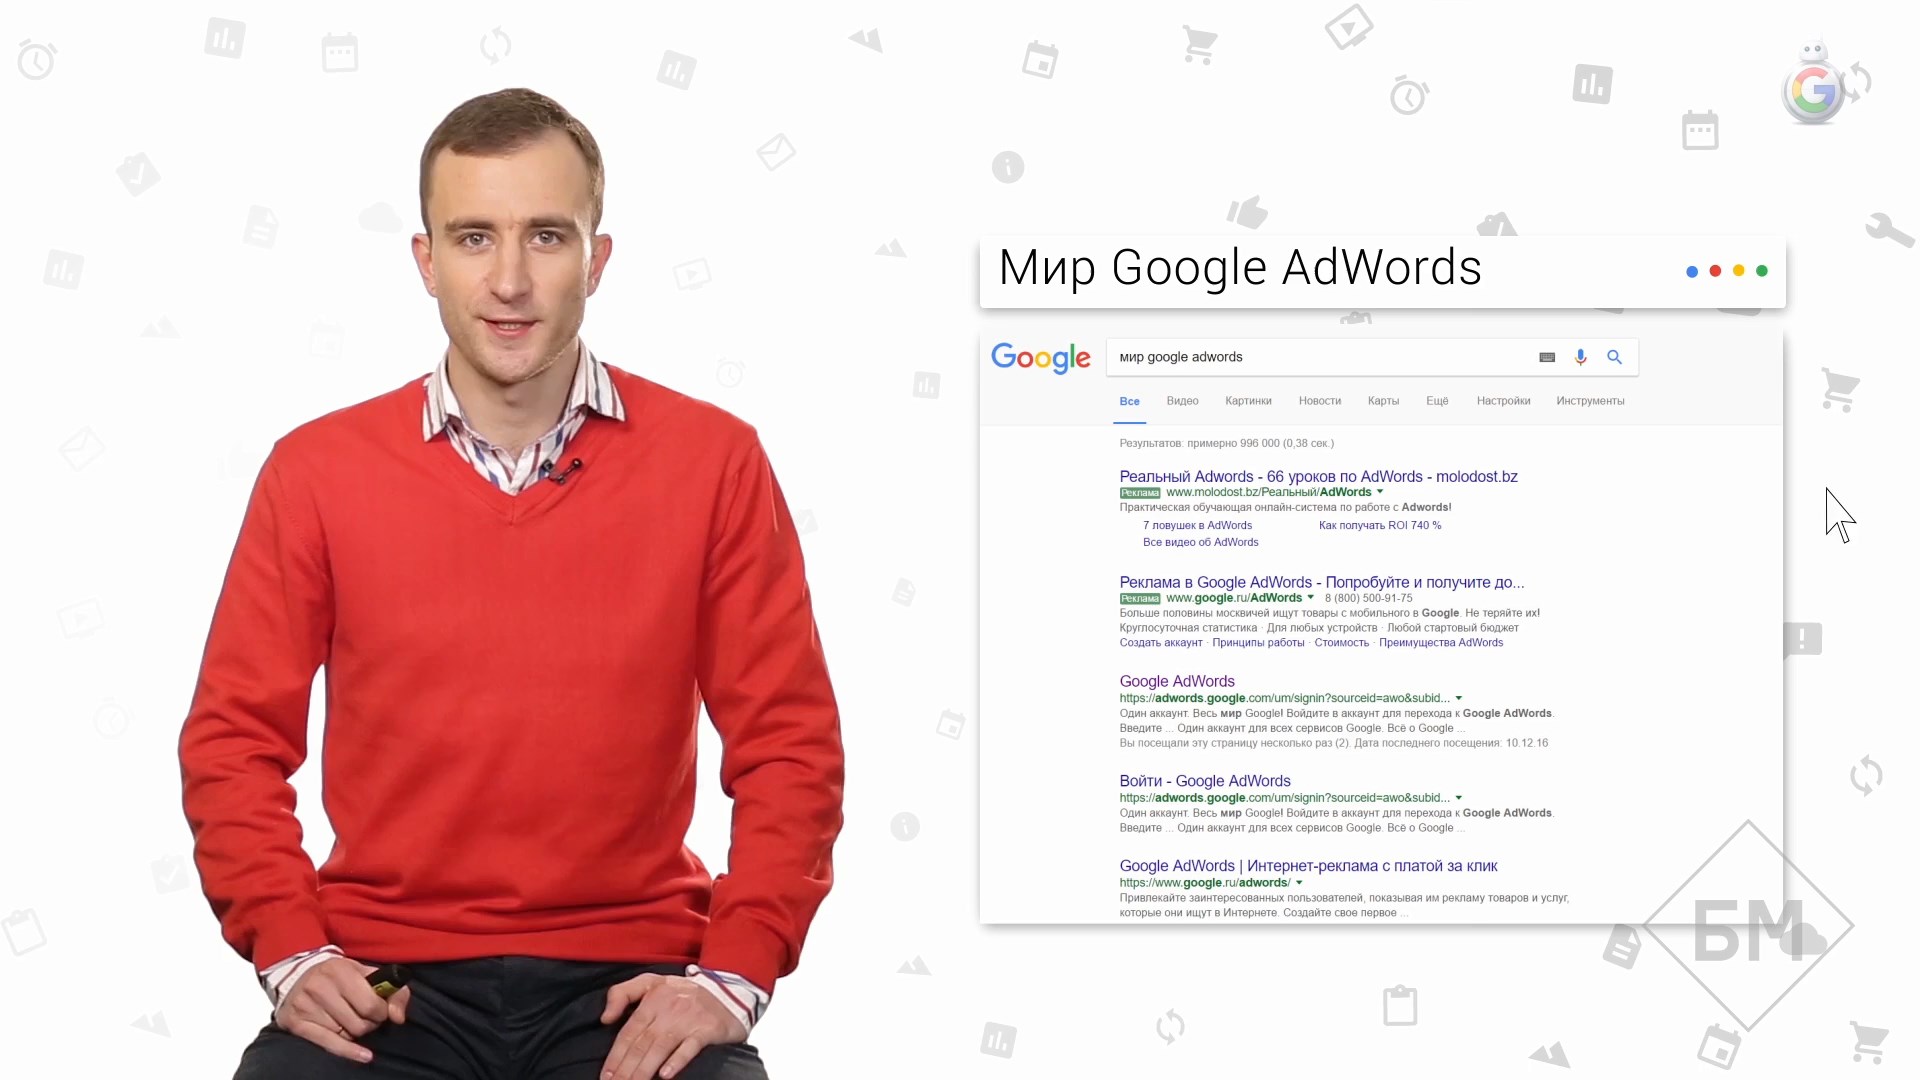 Мир Google AdWords
Google
мир google adwords
Все Видео Картинки Новости Карты Ещё Настройки Инструменты
Результатов: примерно 996 000 (0,38 сек.)
Реальный Adwords - 66 уроков по AdWords - molodost.bz
Реклама www.molodost.bz/Реальный/AdWords
Практическая обучающая онлайн-система по работе с Adwords!
7 ловушек в AdWords Как получать ROI 740 %
Все видео об AdWords
Реклама в Google AdWords - Попробуйте и получите до...
Реклама www.google.ru/AdWords 8 (800) 500-91-75
Больше половины москвичей ищут товары с мобильного в Google. Не теряйте их!
Круглосуточная статистика · Для любых устройств · Любой стартовый бюджет
Создать аккаунт · Принципы работы · Стоимость · Преимущества AdWords
Google AdWords
https://adwords.google.com/um/signin?sourceid=awo&subid...
Один аккаунт. Весь мир Google! Войдите в аккаунт для перехода к Google AdWords.
Введите ... Один аккаунт для всех сервисов Google. Всё о Google ...
Вы посещали эту страницу несколько раз (2). Дата последнего посещения: 10.12.16
Войти - Google AdWords
https://adwords.google.com/um/signin?sourceid=awo&subid...
Один аккаунт. Весь мир Google! Войдите в аккаунт для перехода к Google AdWords.
Введите ... Один аккаунт для всех сервисов Google. Всё о Google ...
Google AdWords | Интернет-реклама с платой за клик
https://www.google.ru/adwords/
Привлекайте заинтересованных пользователей, показывая им рекламу товаров и услуг,
которые они ищут в Интернете. Создайте свое первое ...
БМ